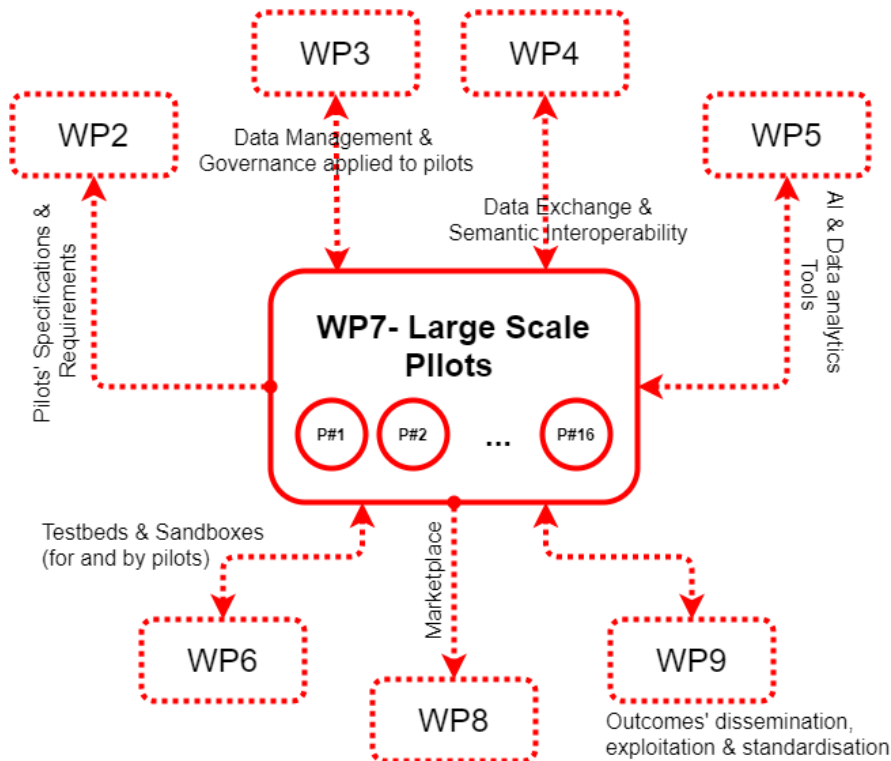 WP3
WP4
WP2
WP5
Data Management &
Governance applied to pilots
Data Exchange &
Semantic Interoperability
Pilots' Specifications &
Requirements
AI & Data analytics
Tools
WP7- Large Scale
PIlots
P#1
P#2
...
P#16
Testbeds & Sandboxes
(for and by pilots)
Marketplace
WP6
WP9
WP8
Outcomes' dissemination,
exploitation & standardisation